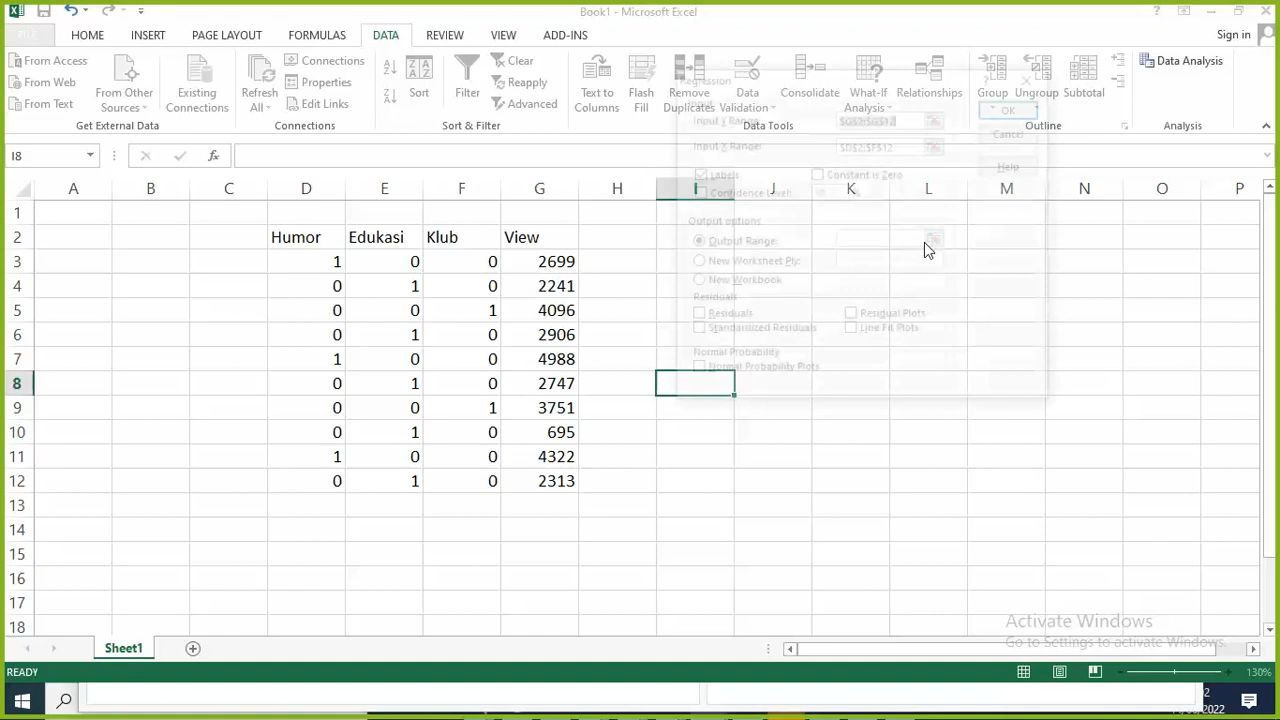 Book1 - Microsoft Excel
FILE
HOME INSERT PAGE LAYOUT FORMULAS DATA REVIEW VIEW ADD-INS
Sign in
From Access
From Web
From Text
From Other Sources
Existing Connections
Get External Data
Refresh All
Connections
Properties
Edit Links
Connections
Sort
Filter
Clear
Reapply
Advanced
Sort & Filter
Text to Columns
Flash Fill
Remove Duplicates
Data Validation
Consolidate
What-If Analysis
Relationships
Data Tools
Group
Ungroup
Subtotal
Outline
Data Analysis
Analysis
I8
A B C D E F G H I J K L M N O P
1
2 Humor Edukasi Klub View
3 1 0 0 2699
4 0 1 0 2241
5 0 0 1 4096
6 0 1 0 2906
7 1 0 0 4988
8 0 1 0 2747
9 0 0 1 3751
10 0 1 0 695
11 1 0 0 4322
12 0 1 0 2313
13
14
15
16
17
18
Regression
Input
Input Y Range: $G$2:$G$12
Input X Range: $D$2:$F$12
Labels Constant is Zero
Confidence Level: %
OK
Cancel
Help
Output options
Output Range:
New Worksheet Ply:
New Workbook
Residuals
Residuals Residual Plots
Standardized Residuals Line Fit Plots
Normal Probability
Normal Probability Plots
Activate Windows
Go to Settings to activate Windows.
Sheet1
READY
130%